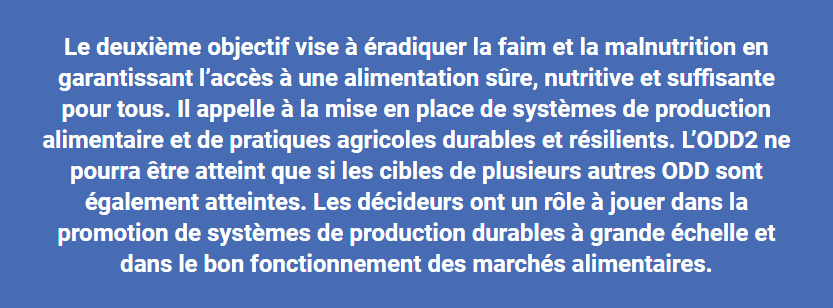 Le deuxième objectif vise à éradiquer la faim et la malnutrition en
garantissant l’accès à une alimentation sûre, nutritive et suffisante
pour tous. Il appelle à la mise en place de systèmes de production
alimentaire et de pratiques agricoles durables et résilients. L’ODD2 ne
pourra être atteint que si les cibles de plusieurs autres ODD sont
également atteintes. Les décideurs ont un rôle à jouer dans la
promotion de systèmes de production durables à grande échelle et
dans le bon fonctionnement des marchés alimentaires.